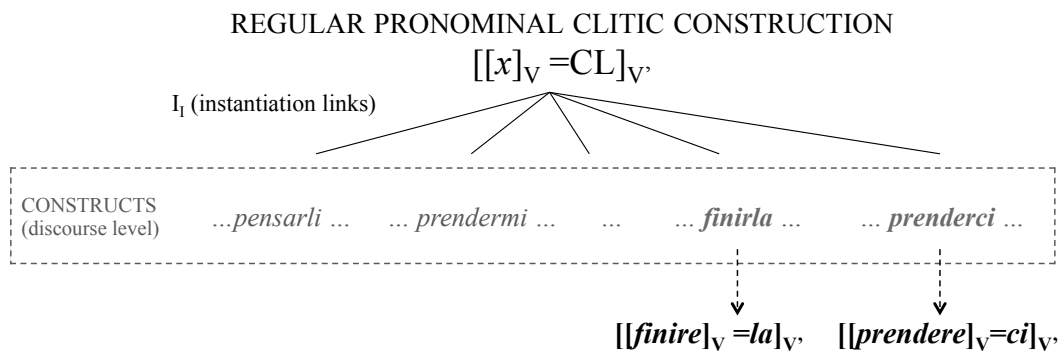 REGULAR PRONOMINAL CLITIC CONSTRUCTION
[[x]V =CL]V’
II (instantiation links)
CONSTRUCTS
(discourse level)
…pensarli … … prendermi … … … finirla … … prenderci …
[[finire]V =la]V’ [[prendere]V=ci]V’